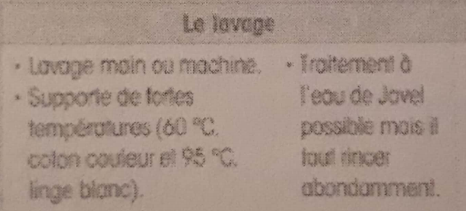 Le lavage
• Lavage main ou machine.
• Supporte de fortes
températures (60 °C,
coton couleur et 95 °C,
linge blanc).
• Traitement à
l'eau de Javel
possible mais il
faut rincer
abondamment.